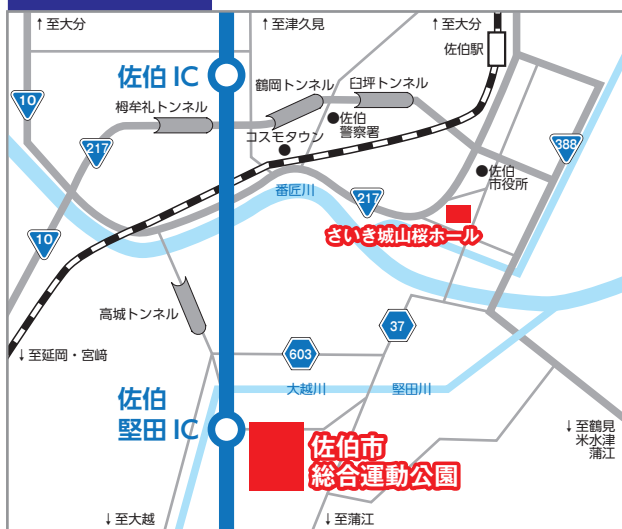 ↑至大分
↑至津久見
↑至大分
佐伯駅
佐伯 IC
鶴岡トンネル
臼坪トンネル
10
栂牟礼トンネル
佐伯
警察署
コスモタウン
217
388
佐伯
市役所
番匠川
217
さいき城山桜ホール
10
高城トンネル
37
603
↓至延岡・宮﨑
大越川
堅田川
佐伯
堅田 IC
佐伯市
総合運動公園
↓至鶴見
米水津
蒲江
↓至大越
↓至蒲江